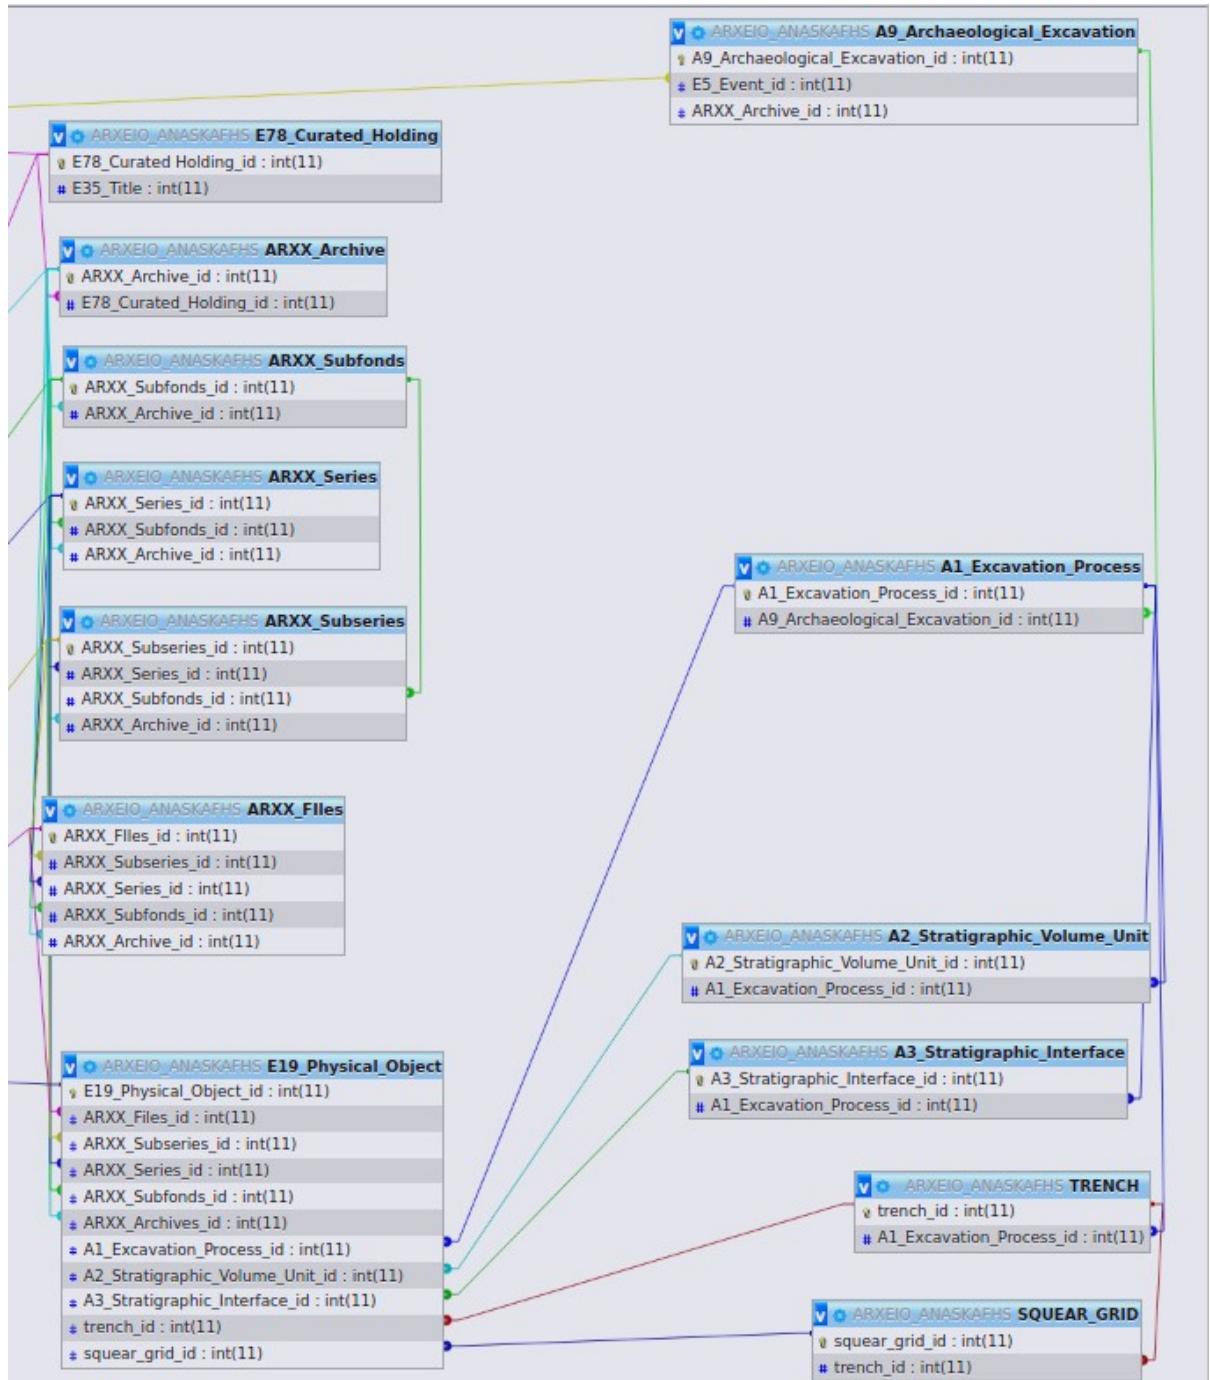 ARXEIO_ANASKAFHS A9_Archaeological_Excavation
A9_Archaeological_Excavation_id : int(11)
E5_Event_id : int(11)
ARXX_Archive_id : int(11)
ARXEIO_ANASKAFHS E78_Curated_Holding
E78_Curated Holding_id : int(11)
# E35_Title : int(11)
ARXEIO_ANASKAFHS ARXX_Archive
ARXX_Archive_id : int(11)
# E78_Curated_Holding_id : int(11)
ARXEIO_ANASKAFHS ARXX_Subfonds
ARXX_Subfonds_id : int(11)
# ARXX_Archive_id : int(11)
ARXEIO_ANASKAFHS ARXX_Series
ARXX_Series_id : int(11)
# ARXX_Subfonds_id : int(11)
# ARXX_Archive_id : int(11)
ARXEIO_ANASKAFHS ARXX_Subseries
ARXX_Subseries_id : int(11)
# ARXX_Series_id : int(11)
# ARXX_Subfonds_id : int(11)
# ARXX_Archive_id : int(11)
ARXEIO_ANASKAFHS ARXX_FIles
ARXX_FIles_id : int(11)
# ARXX_Subseries_id : int(11)
# ARXX_Series_id : int(11)
# ARXX_Subfonds_id : int(11)
# ARXX_Archive_id : int(11)
ARXEIO_ANASKAFHS E19_Physical_Object
E19_Physical_Object_id : int(11)
ARXX_Files_id : int(11)
ARXX_Subseries_id : int(11)
ARXX_Series_id : int(11)
ARXX_Subfonds_id : int(11)
ARXX_Archives_id : int(11)
A1_Excavation_Process_id : int(11)
A2_Stratigraphic_Volume_Unit_id : int(11)
A3_Stratigraphic_Interface_id : int(11)
trench_id : int(11)
squear_grid_id : int(11)
ARXEIO_ANASKAFHS A1_Excavation_Process
A1_Excavation_Process_id : int(11)
# A9_Archaeological_Excavation_id : int(11)
ARXEIO_ANASKAFHS A2_Stratigraphic_Volume_Unit
A2_Stratigraphic_Volume_Unit_id : int(11)
# A1_Excavation_Process_id : int(11)
ARXEIO_ANASKAFHS A3_Stratigraphic_Interface
A3_Stratigraphic_Interface_id : int(11)
# A1_Excavation_Process_id : int(11)
ARXEIO_ANASKAFHS TRENCH
trench_id : int(11)
# A1_Excavation_Process_id : int(11)
ARXEIO_ANASKAFHS SQUEAR_GRID
squear_grid_id : int(11)
# trench_id : int(11)